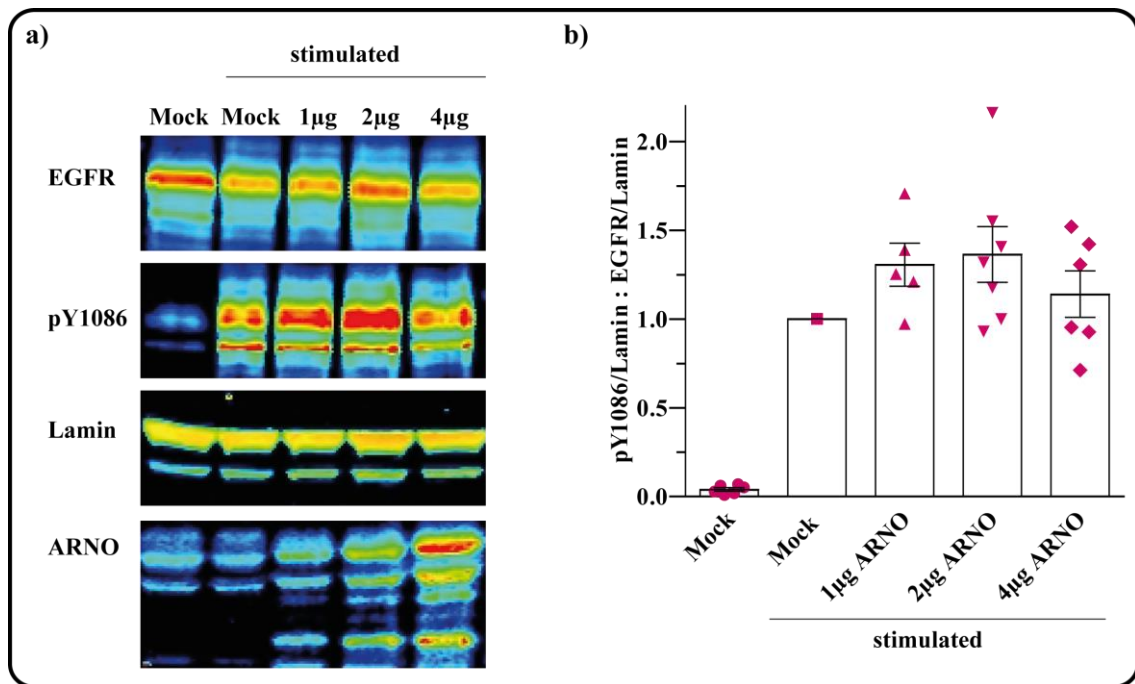 a)
stimulated
Mock Mock 1µg 2µg 4µg
EGFR
pY1086
Lamin
ARNO
b)
pY1086/Lamin : EGFR/Lamin
2.0
1.5
1.0
0.5
0.0
Mock
Mock
1µg ARNO
2µg ARNO
4µg ARNO
stimulated